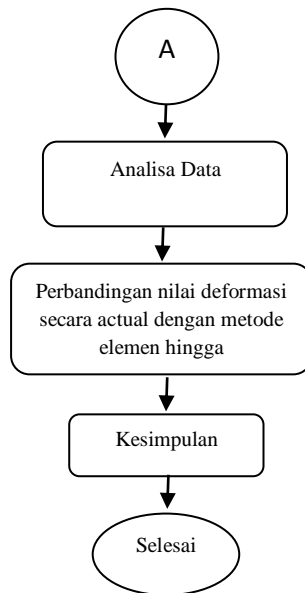 A
Analisa Data
Perbandingan nilai deformasi
secara actual dengan metode
elemen hingga
Kesimpulan
Selesai